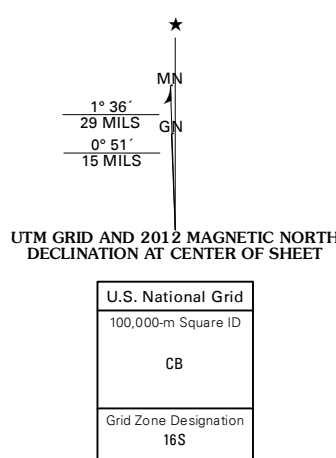 ★
MN
1° 36´
29 MILS
GN
0° 51´
15 MILS
UTM GRID AND 2012 MAGNETIC NORTH
DECLINATION AT CENTER OF SHEET
U.S. National Grid
100,000-m Square ID
CB
Grid Zone Designation
16S